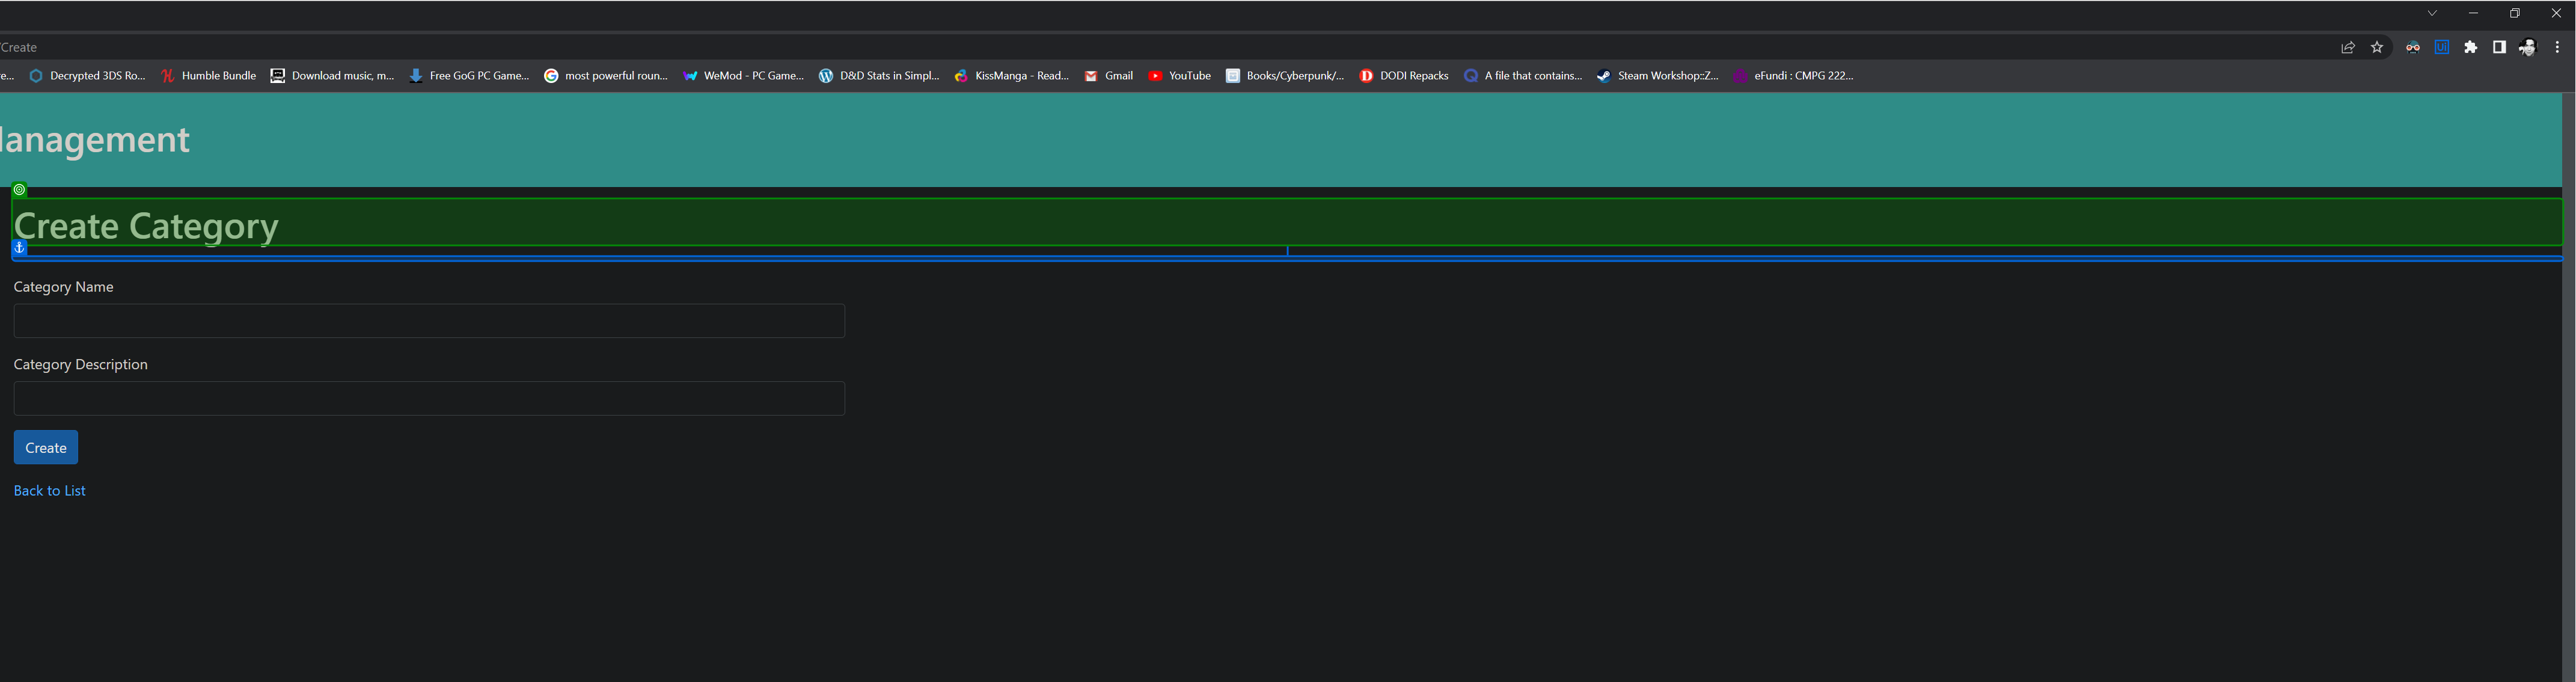 /Create
re... Decrypted 3DS Ro... Humble Bundle Download music, m... Free GoG PC Game... most powerful roun... WeMod - PC Game... D&D Stats in Simpl... KissManga - Read... Gmail YouTube Books/Cyberpunk/... DODI Repacks A file that contains... Steam Workshop::Z... eFundi : CMPG 222...
anagement
Create Category
Category Name
Category Description
Create
Back to List